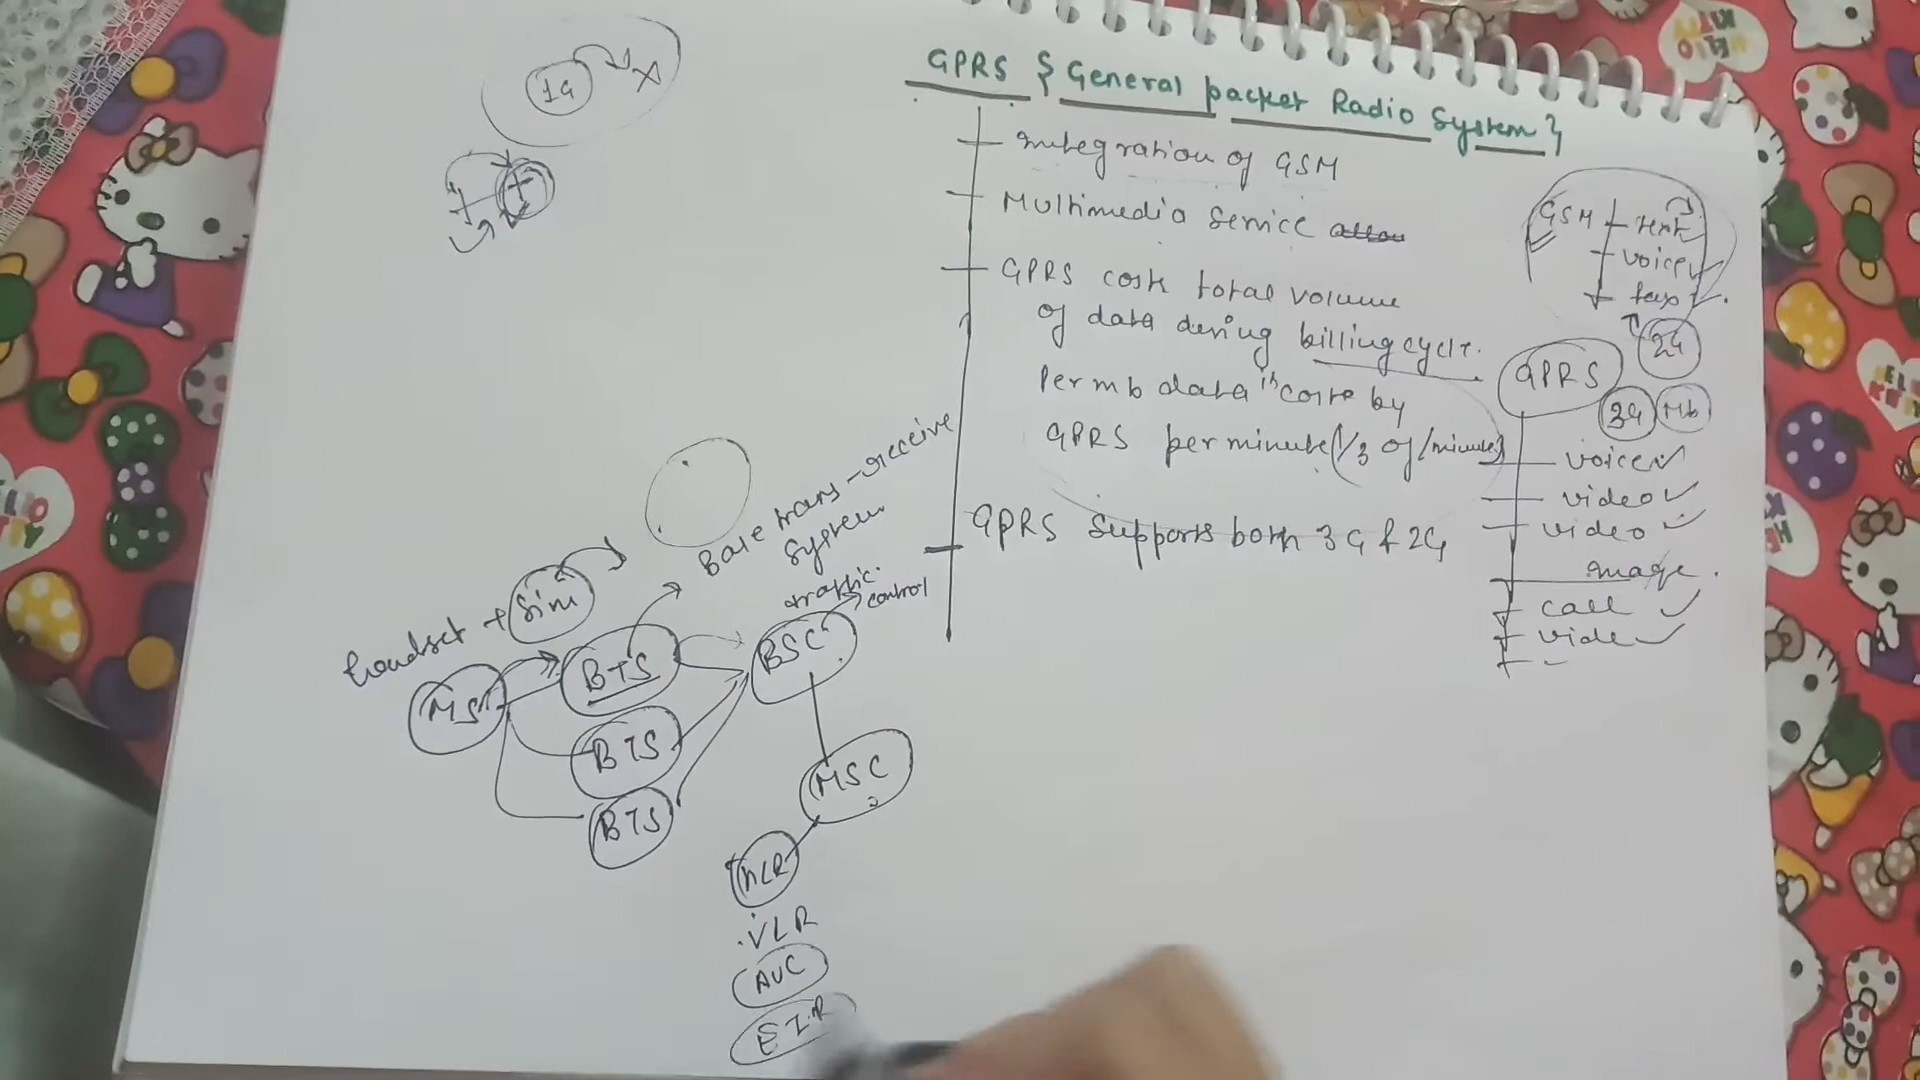 GPRS { General packet Radio System }
Integration of GSM
Multimedia Service
GPRS cost total volume
of data during billing cycle.
Per mb data is cost by
GPRS per minute (1/3 of /minute)
GPRS supports both 3G & 2G
GSM
text
voice
fax
2G
GPRS
3G Mb
voice
video
video
image
call
vide
1G X
Base trans-receive
System
traffic
control
Headset + Sim
MS
BTS
BSC
BTS
BTS
MSC
HLR
VLR
AUC
EIR